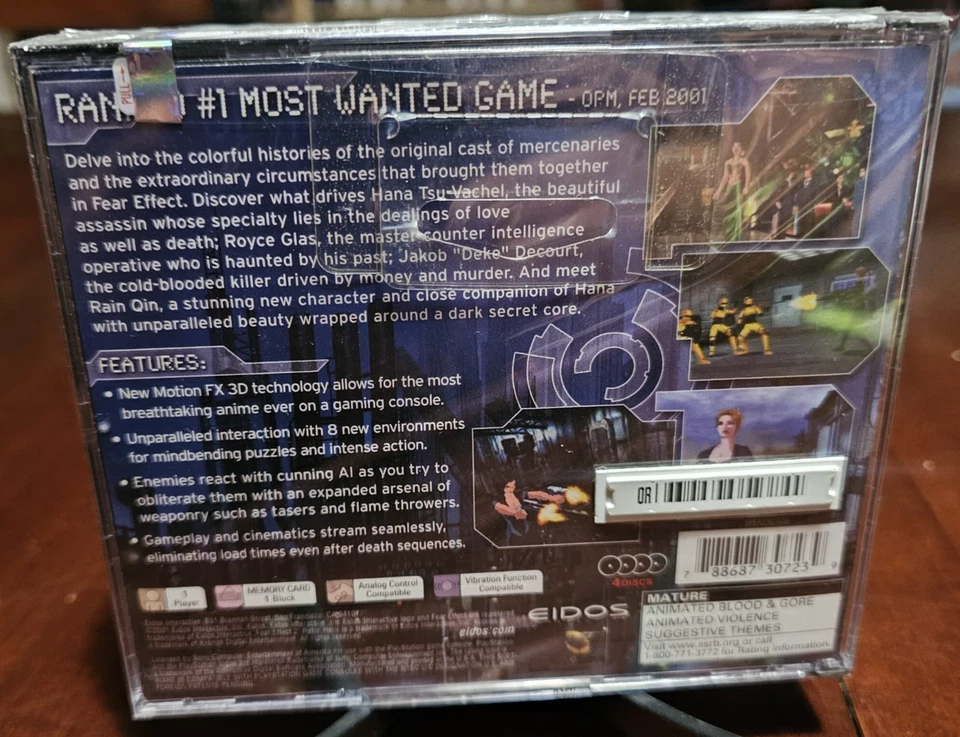 PULL→
RAN #1 MOST WANTED GAME - OPM, FEB 2001
Delve into the colorful histories of the original cast of mercenaries
and the extraordinary circumstances that brought them together
in Fear Effect. Discover what drives Hana Tsu-Vachel, the beautiful
assassin whose specialty lies in the dealings of love
as well as death; Royce Glas, the master counter intelligence
operative who is haunted by his past; Jakob "Deke" Decourt,
the cold-blooded killer driven by money and murder. And meet
Rain Qin, a stunning new character and close companion of Hana
with unparalleled beauty wrapped around a dark secret core.
FEATURES:
• New Motion FX 3D technology allows for the most
breathtaking anime ever on a gaming console.
• Unparalleled interaction with 8 new environments
for mindbending puzzles and intense action.
• Enemies react with cunning AI as you try to
obliterate them with an expanded arsenal of
weaponry such as tasers and flame throwers.
• Gameplay and cinematics stream seamlessly,
eliminating load times even after death sequences.
OR
7 88687 30723 9
4 DISCS
Player
MEMORY CARD
1 Block
Analog Control
Compatible
Vibration Function
Compatible
EIDOS
eidos.com
MATURE
ANIMATED BLOOD & GORE
ANIMATED VIOLENCE
SUGGESTIVE THEMES
Visit www.esrb.org or call
1-800-771-3772 for Rating Information.
FOREIGN PATENTS PENDING